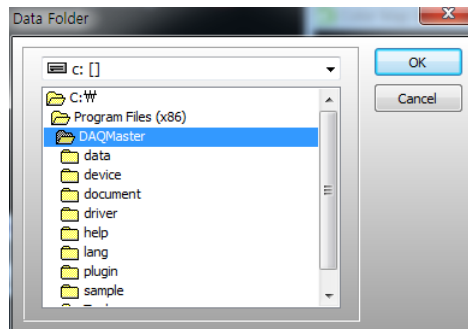 Data Folder
c: []
OK
Cancel
C:₩
Program Files (x86)
DAQMaster
data
device
document
driver
help
lang
plugin
sample